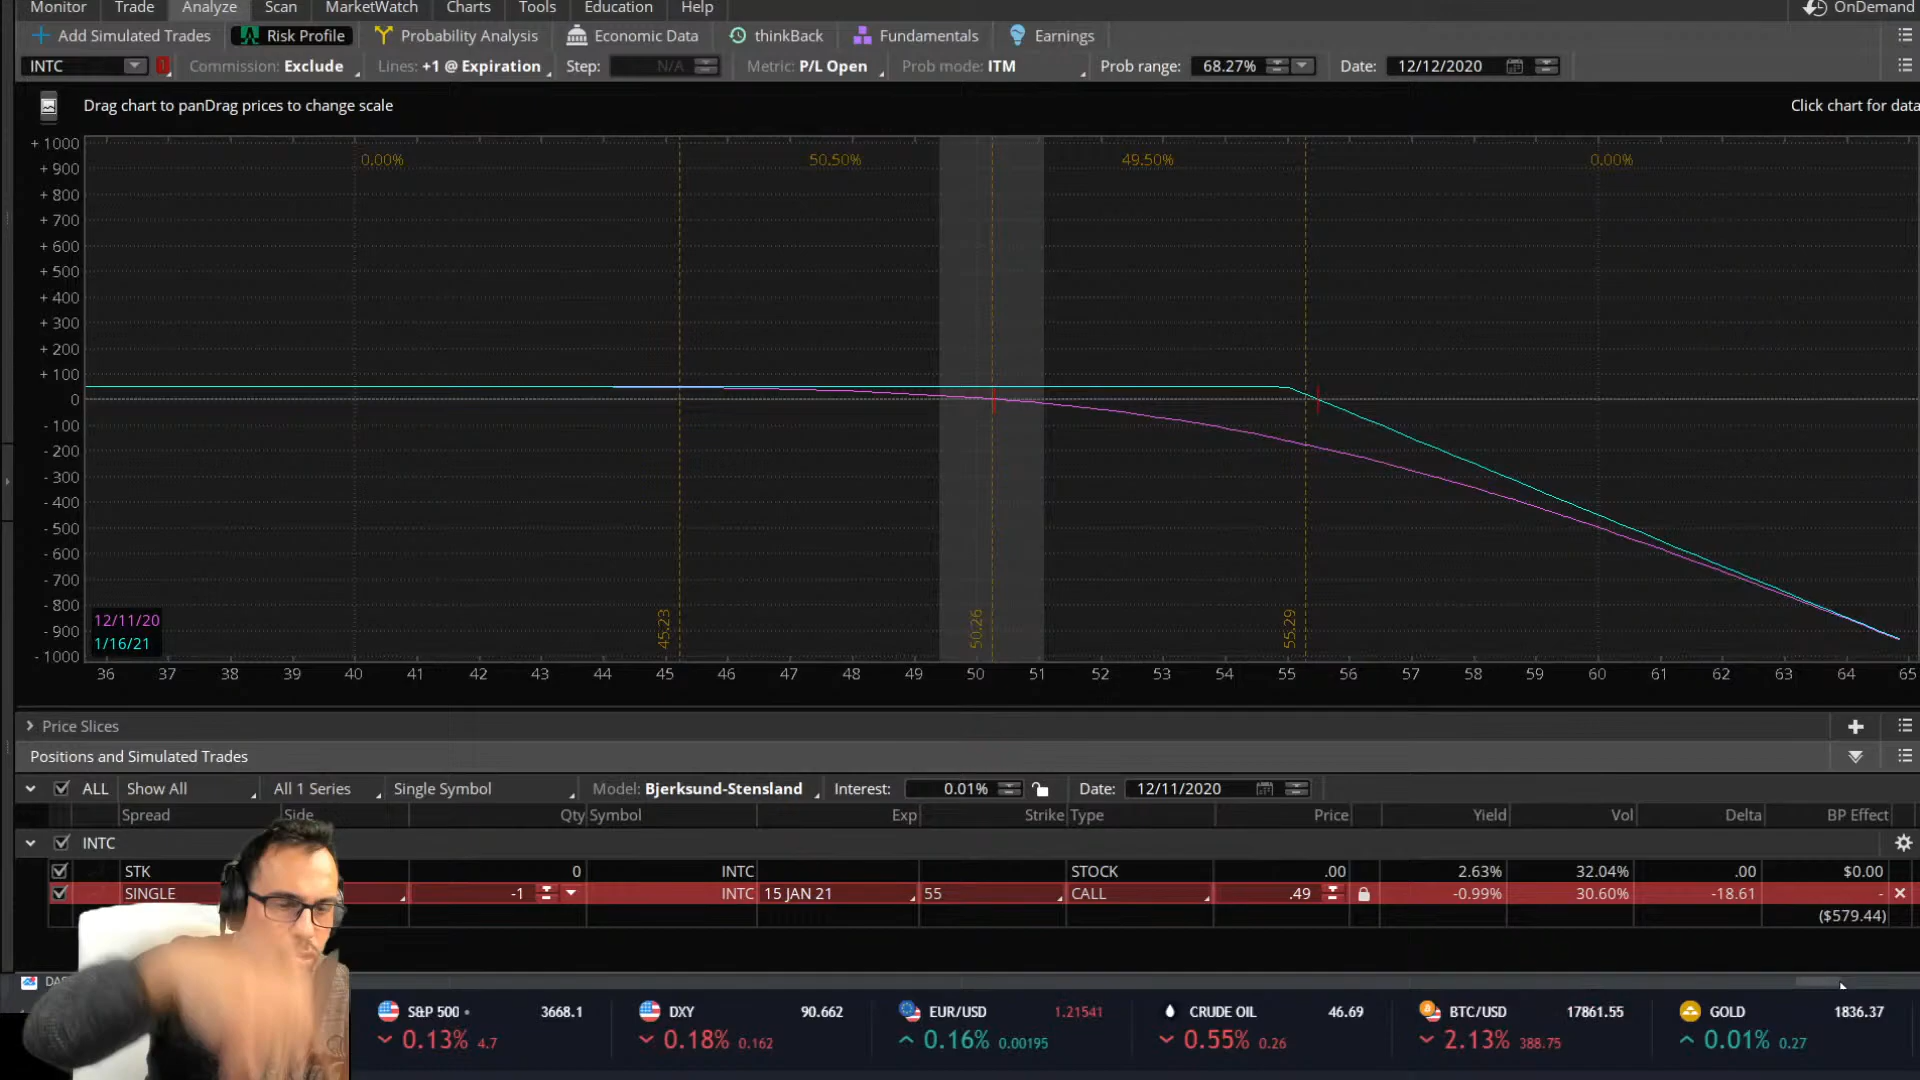 Monitor Trade Analyze Scan MarketWatch Charts Tools Education Help OnDemand
Add Simulated Trades Risk Profile Probability Analysis Economic Data thinkBack Fundamentals Earnings
INTC Commission: Exclude Lines: +1 @ Expiration Step: N/A Metric: P/L Open Prob mode: ITM Prob range: 68.27% Date: 12/12/2020
Drag chart to panDrag prices to change scale Click chart for data
+ 1000
+ 900
+ 800
+ 700
+ 600
+ 500
+ 400
+ 300
+ 200
+ 100
0
- 100
- 200
- 300
- 400
- 500
- 600
- 700
- 800
- 900
- 1000
0.00% 50.50% 49.50% 0.00%
45.23 50.26 55.29
12/11/20
1/16/21
36 37 38 39 40 41 42 43 44 45 46 47 48 49 50 51 52 53 54 55 56 57 58 59 60 61 62 63 64 65
Price Slices
Positions and Simulated Trades
ALL Show All All 1 Series Single Symbol Model: Bjerksund-Stensland Interest: 0.01% Date: 12/11/2020
Spread Side Qty Symbol Exp Strike Type Price Yield Vol Delta BP Effect
INTC
STK 0 INTC STOCK .00 2.63% 32.04% .00 $0.00
SINGLE -1 INTC 15 JAN 21 55 CALL .49 -0.99% 30.60% -18.61 -
($579.44)
S&P 500 3668.1 DXY 90.662 EUR/USD 1.21541 CRUDE OIL 46.69 BTC/USD 17861.55 GOLD 1836.37
0.13% 4.7 0.18% 0.162 0.16% 0.00195 0.55% 0.26 2.13% 388.75 0.01% 0.27